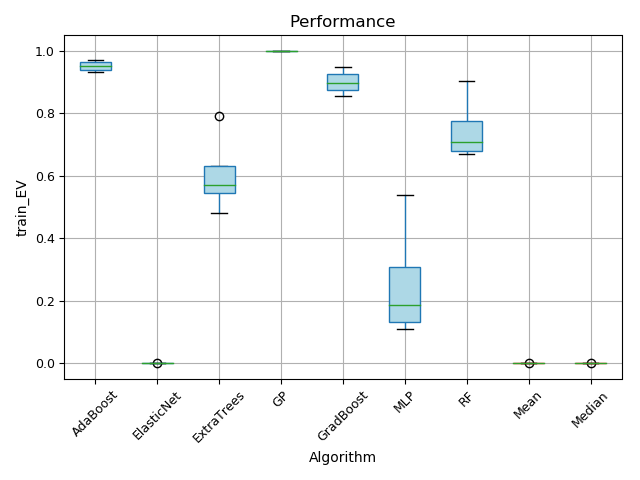 Performance
train_EV
1.0
0.8
0.6
0.4
0.2
0.0
AdaBoost
ElasticNet
ExtraTrees
GP
GradBoost
MLP
RF
Mean
Median
Algorithm